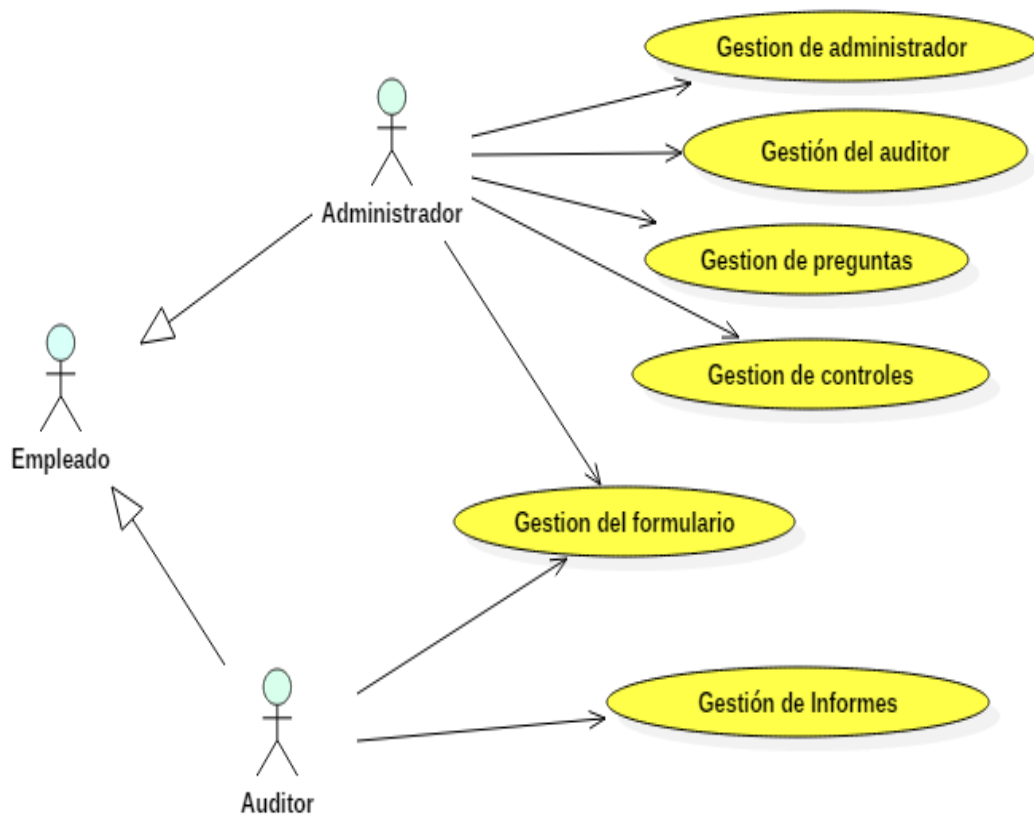 Gestion de administrador
Gestión del auditor
Administrador
Gestion de preguntas
Gestion de controles
Empleado
Gestion del formulario
Gestión de Informes
Auditor